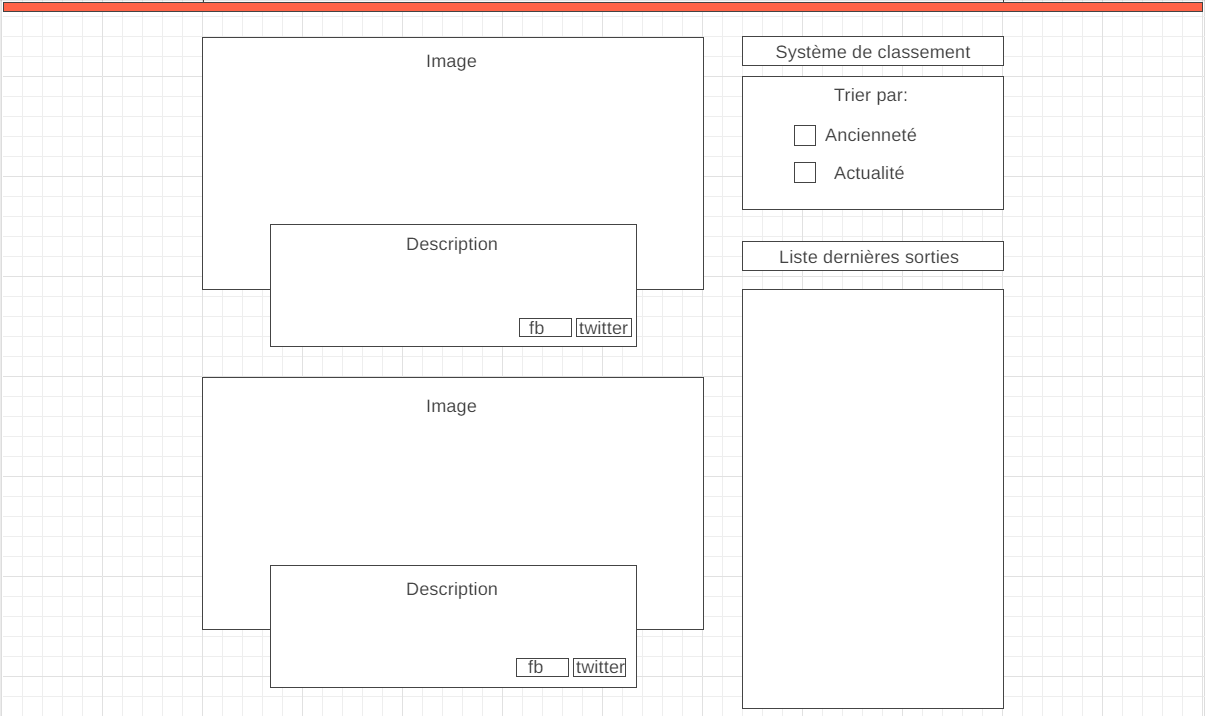 Image
Description
fb
twitter
Image
Description
fb
twitter
Système de classement
Trier par:
Ancienneté
Actualité
Liste dernières sorties